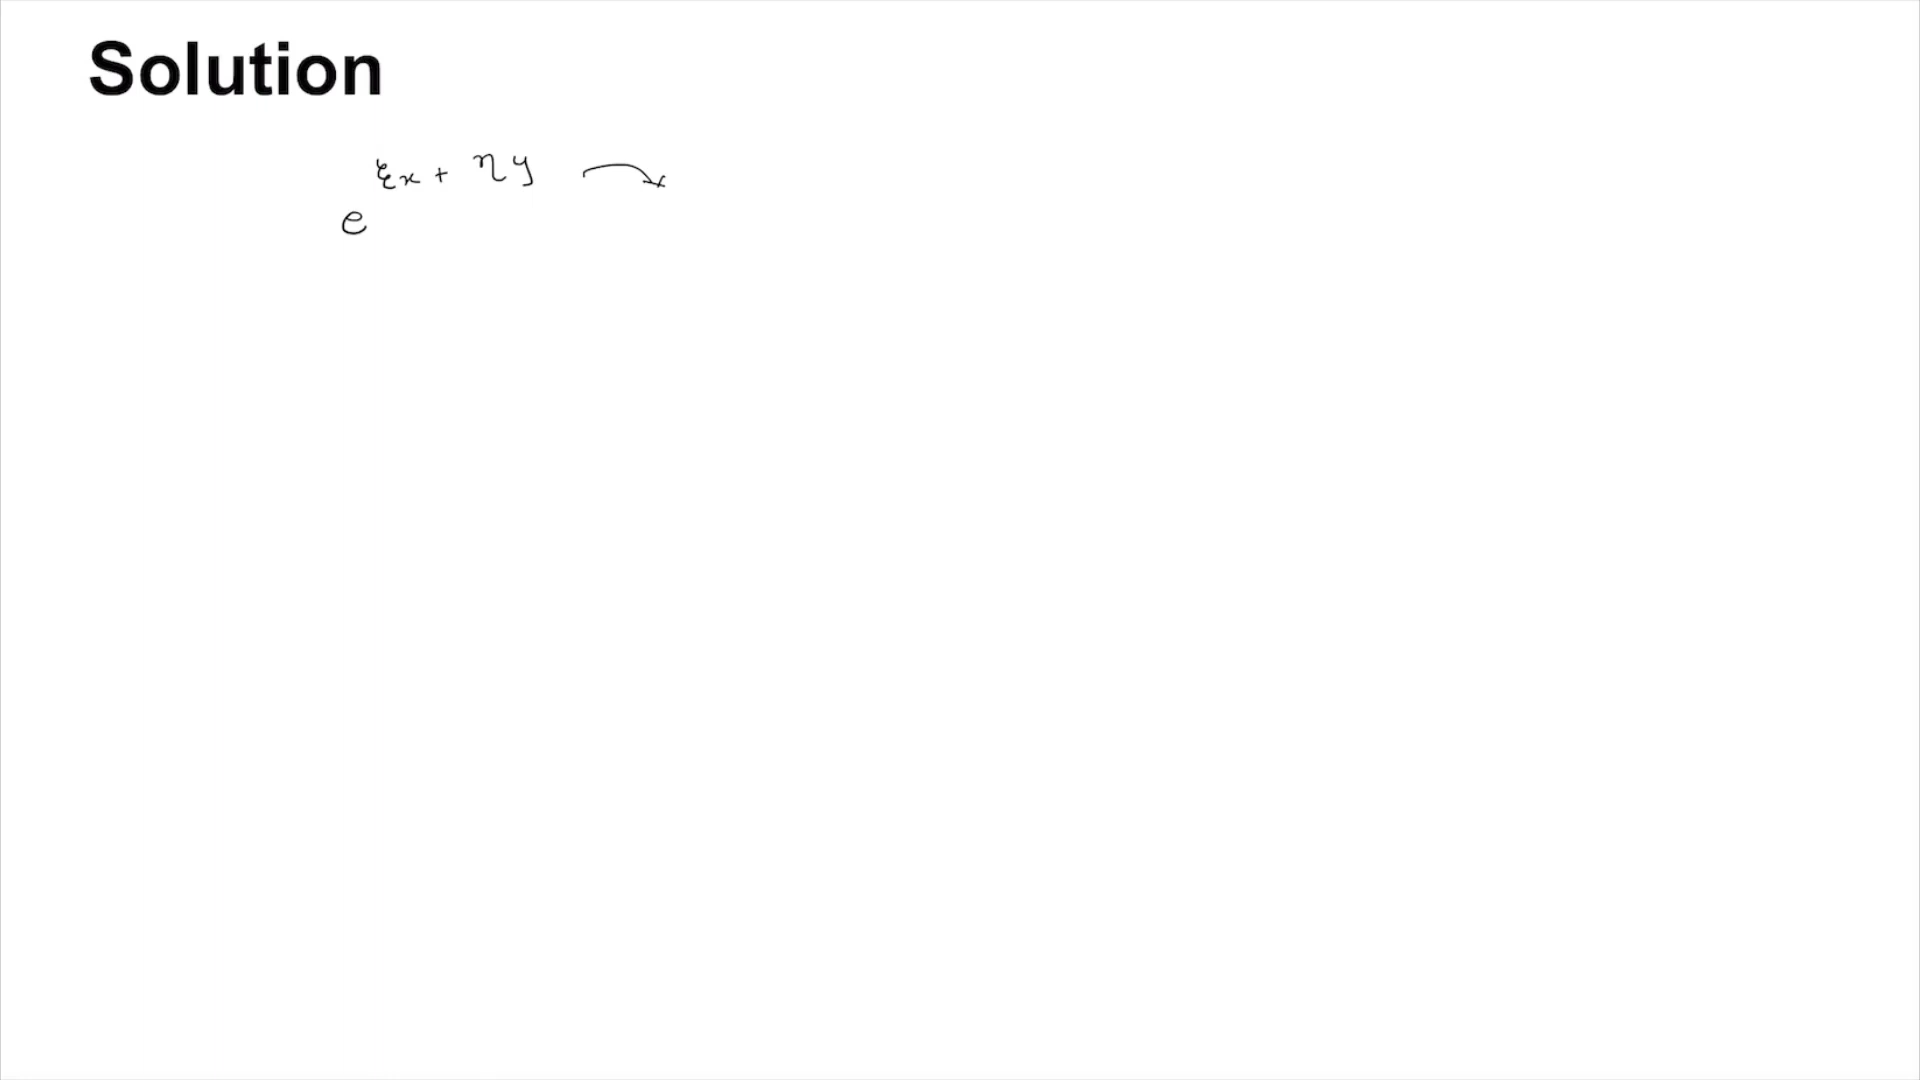 Solution
e^{ξx + ηy} →